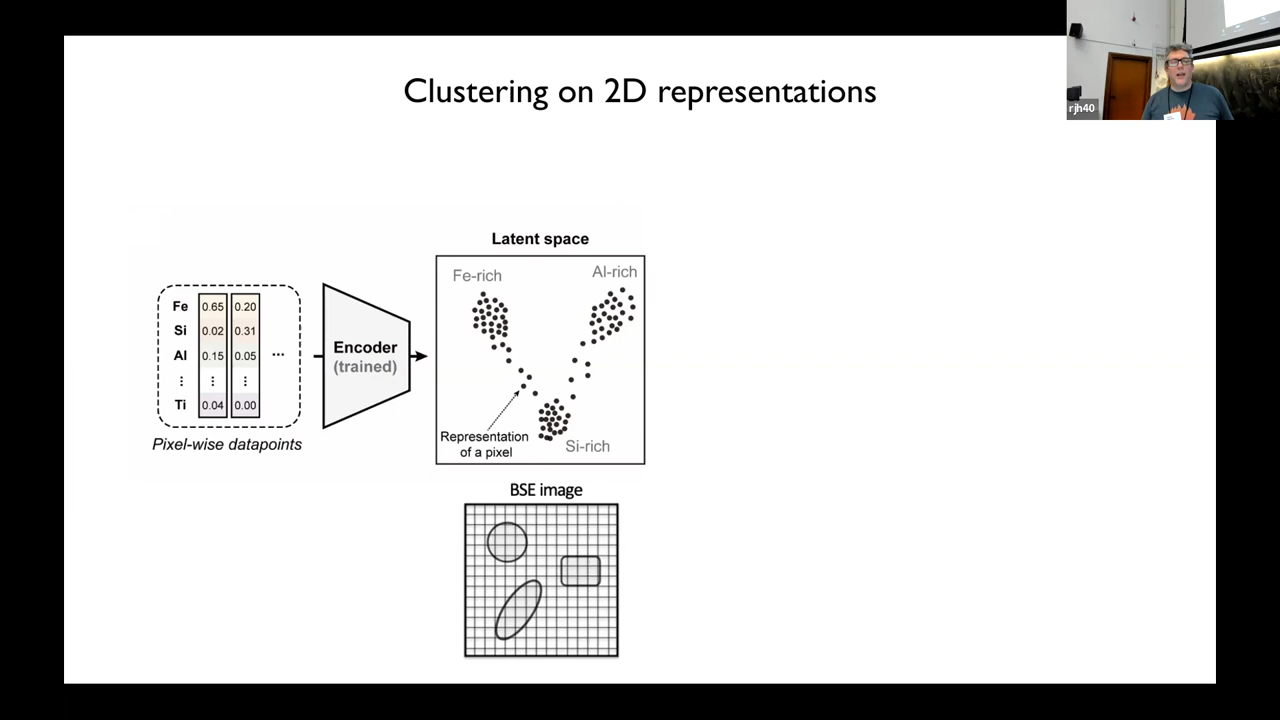 rjh40
Clustering on 2D representations
Latent space
Fe-rich
Al-rich
Fe 0.65 0.20
Si 0.02 0.31
Al 0.15 0.05 ...
⋮ ⋮ ⋮
Ti 0.04 0.00
Pixel-wise datapoints
Encoder
(trained)
Representation
of a pixel
Si-rich
BSE image